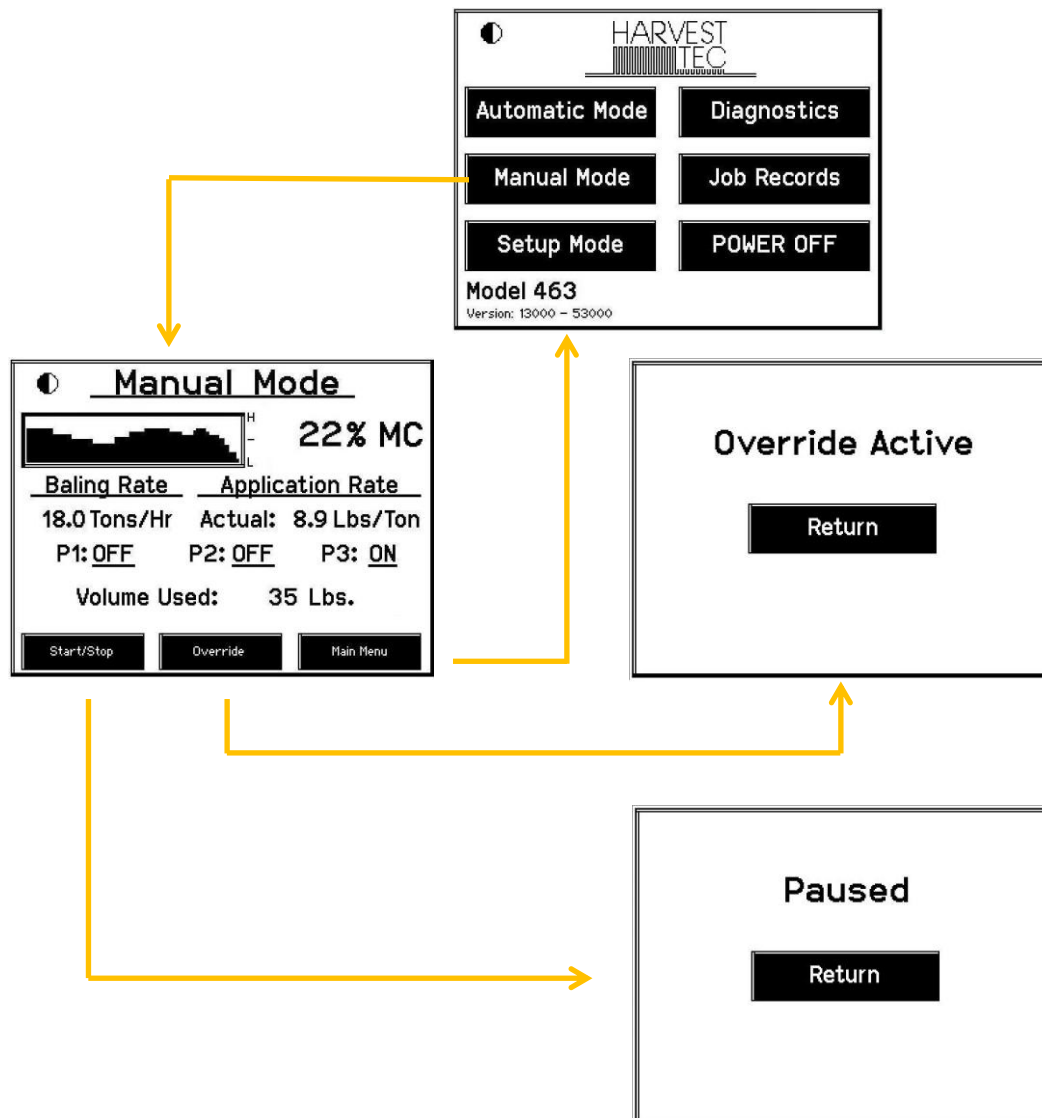 HARVEST
TEC
Automatic Mode Diagnostics
Manual Mode Job Records
Setup Mode POWER OFF
Model 463
Version: 13000 - 53000
Manual Mode
H
-
L
22% MC
Baling Rate Application Rate
18.0 Tons/Hr Actual: 8.9 Lbs/Ton
P1: OFF P2: OFF P3: ON
Volume Used: 35 Lbs.
Start/Stop Override Main Menu
Override Active
Return
Paused
Return